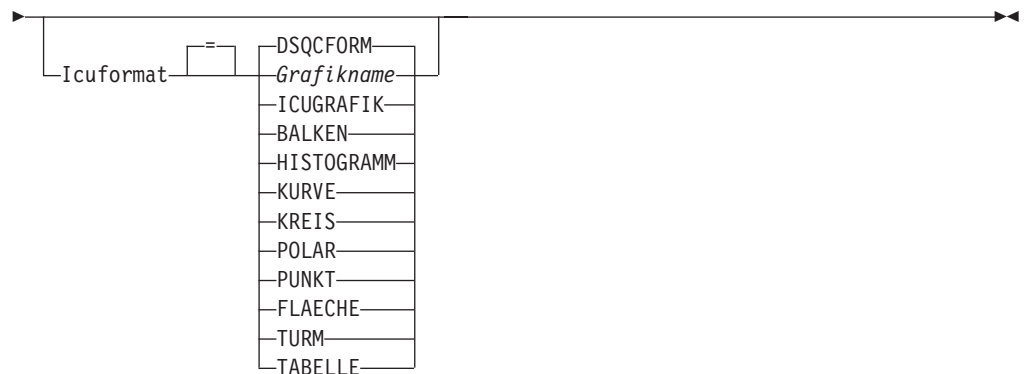 =
DSQCFORM
Icuformat
Grafikname
ICUGRAFIK
BALKEN
HISTOGRAMM
KURVE
KREIS
POLAR
PUNKT
FLAECHE
TURM
TABELLE